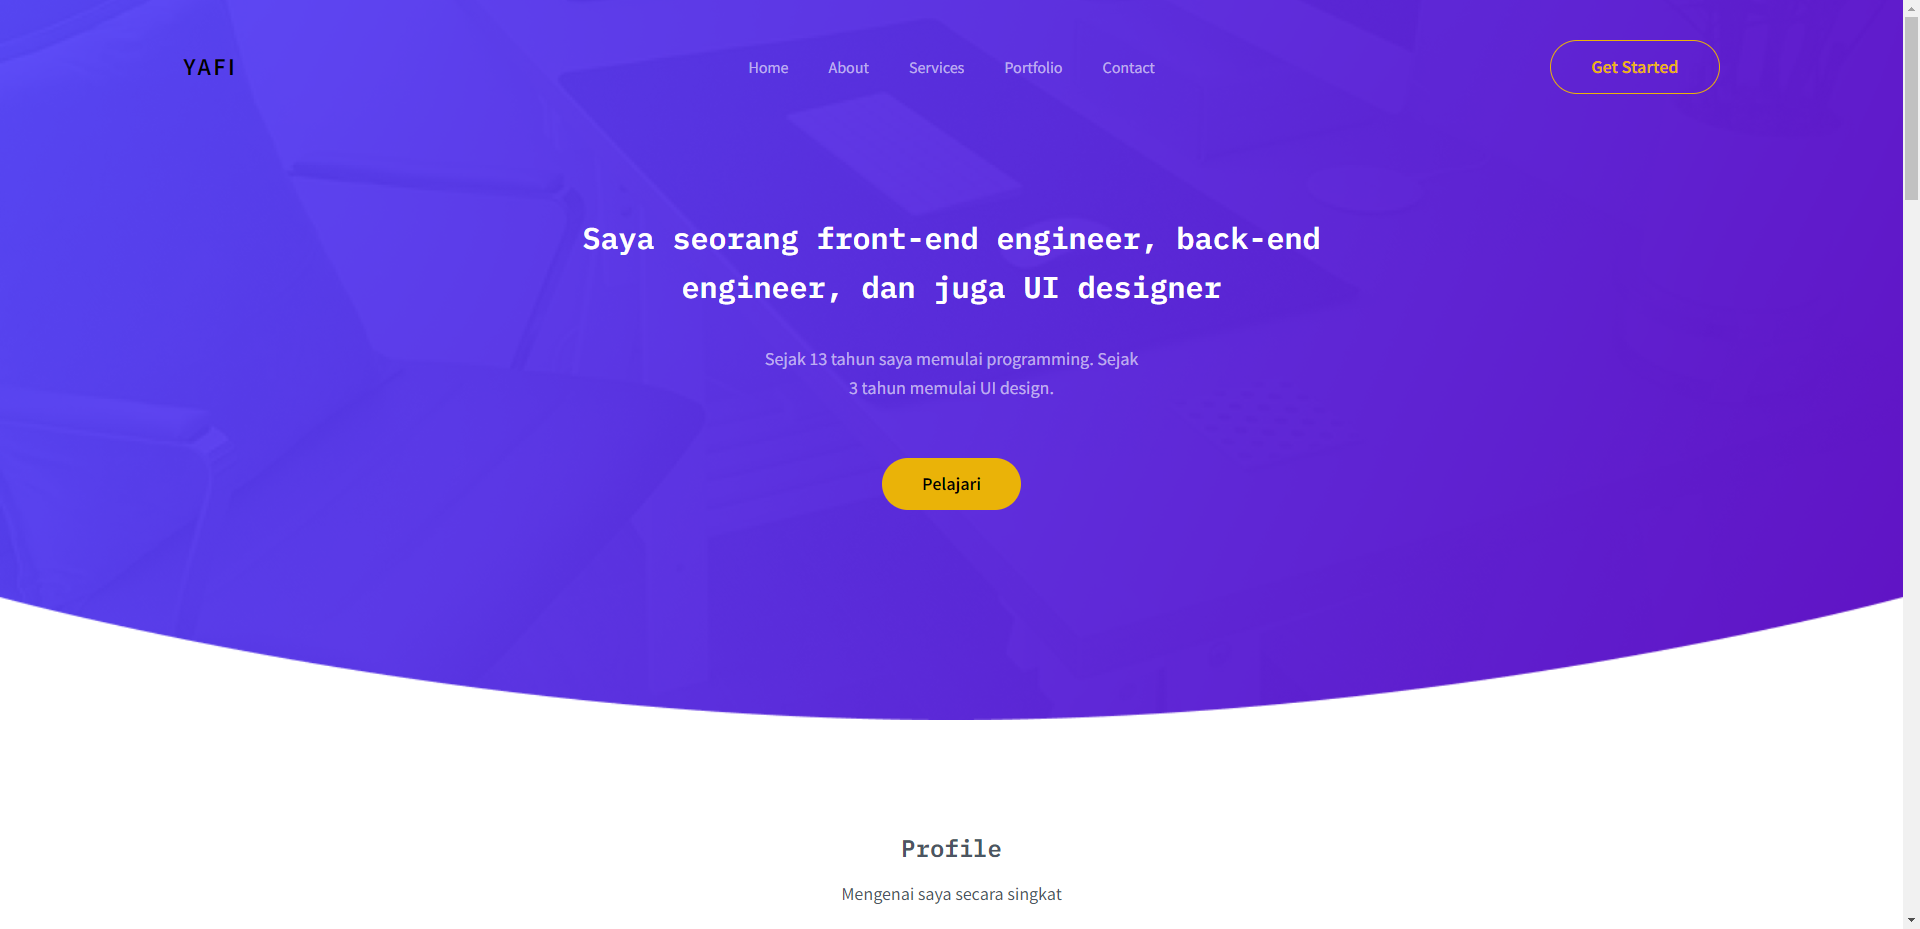 YAFI
Home
About
Services
Portfolio
Contact
Get Started
Saya seorang front-end engineer, back-end
engineer, dan juga UI designer
Sejak 13 tahun saya memulai programming. Sejak
3 tahun memulai UI design.
Pelajari
Profile
Mengenai saya secara singkat